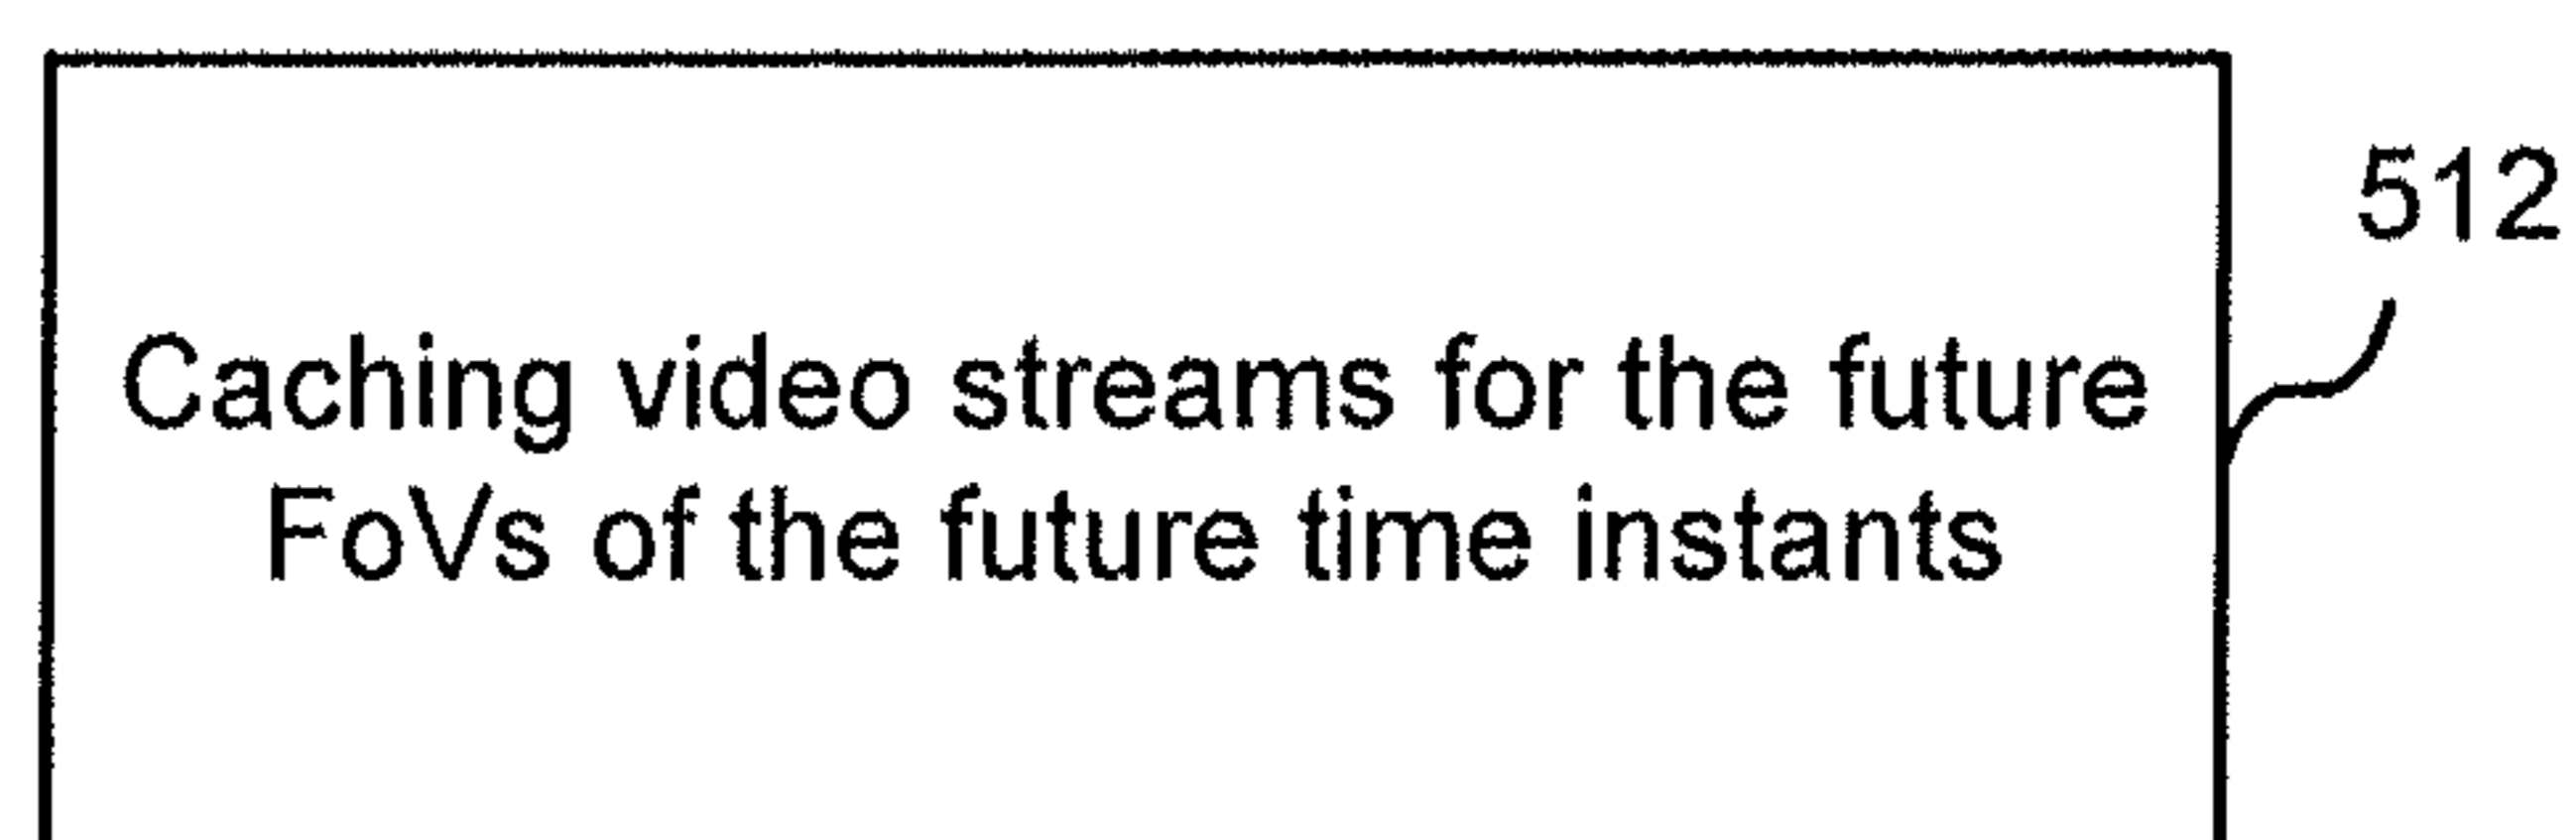 512
Caching video streams for the future
FoVs of the future time instants